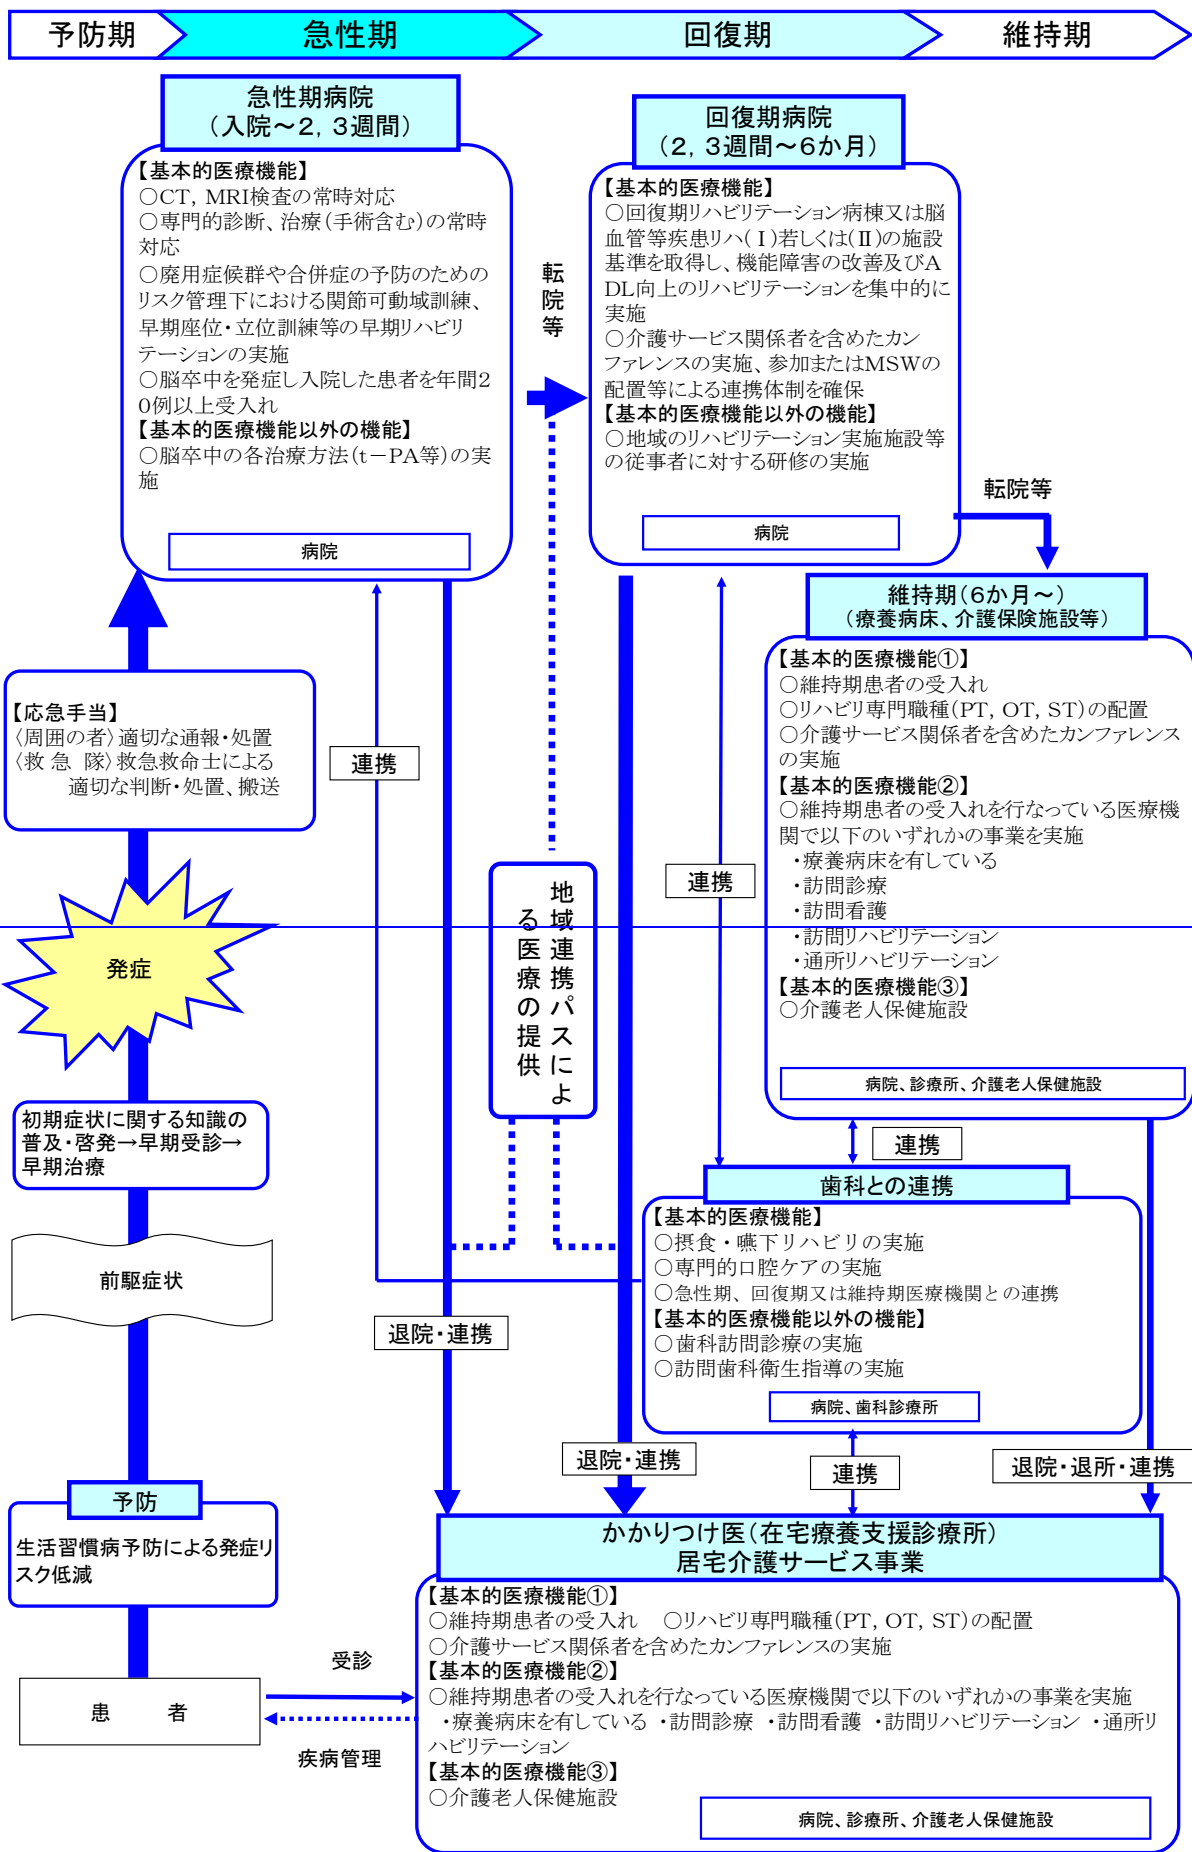 予防期
急性期
回復期
維持期
急性期病院
(入院～2, 3週間)
【基本的医療機能】
○CT, MRI検査の常時対応
○専門的診断、治療(手術含む)の常時
対応
○廃用症候群や合併症の予防のための
リスク管理下における関節可動域訓練、
早期座位・立位訓練等の早期リハビリ
テーションの実施
○脳卒中を発症し入院した患者を年間2
0例以上受入れ
【基本的医療機能以外の機能】
○脳卒中の各治療方法(t－PA等)の実
施
病院
転院等
回復期病院
(2, 3週間～6か月)
【基本的医療機能】
○回復期リハビリテーション病棟又は脳
血管等疾患リハ(Ⅰ)若しくは(Ⅱ)の施設
基準を取得し、機能障害の改善及びA
DL向上のリハビリテーションを集中的に
実施
○介護サービス関係者を含めたカン
ファレンスの実施、参加またはMSWの
配置等による連携体制を確保
【基本的医療機能以外の機能】
○地域のリハビリテーション実施施設等
の従事者に対する研修の実施
病院
転院等
維持期(6か月～)
(療養病床、介護保険施設等)
【基本的医療機能①】
○維持期患者の受入れ
○リハビリ専門職種(PT, OT, ST)の配置
○介護サービス関係者を含めたカンファレンス
の実施
【基本的医療機能②】
○維持期患者の受入れを行なっている医療機
関で以下のいずれかの事業を実施
・療養病床を有している
・訪問診療
・訪問看護
・訪問リハビリテーション
・通所リハビリテーション
【基本的医療機能③】
○介護老人保健施設
病院、診療所、介護老人保健施設
【応急手当】
〈周囲の者〉適切な通報・処置
〈救 急 隊〉救急救命士による
適切な判断・処置、搬送
連携
連携
地域連携パスによ
る医療の提供
発症
初期症状に関する知識の
普及・啓発→早期受診→
早期治療
前駆症状
連携
歯科との連携
【基本的医療機能】
○摂食・嚥下リハビリの実施
○専門的口腔ケアの実施
○急性期、回復期又は維持期医療機関との連携
【基本的医療機能以外の機能】
○歯科訪問診療の実施
○訪問歯科衛生指導の実施
病院、歯科診療所
退院・連携
退院・連携
連携
退院・退所・連携
予防
生活習慣病予防による発症リ
スク低減
患　者
受診
疾病管理
かかりつけ医(在宅療養支援診療所)
居宅介護サービス事業
【基本的医療機能①】
○維持期患者の受入れ　○リハビリ専門職種(PT, OT, ST)の配置
○介護サービス関係者を含めたカンファレンスの実施
【基本的医療機能②】
○維持期患者の受入れを行なっている医療機関で以下のいずれかの事業を実施
・療養病床を有している ・訪問診療 ・訪問看護 ・訪問リハビリテーション ・通所リ
ハビリテーション
【基本的医療機能③】
○介護老人保健施設
病院、診療所、介護老人保健施設